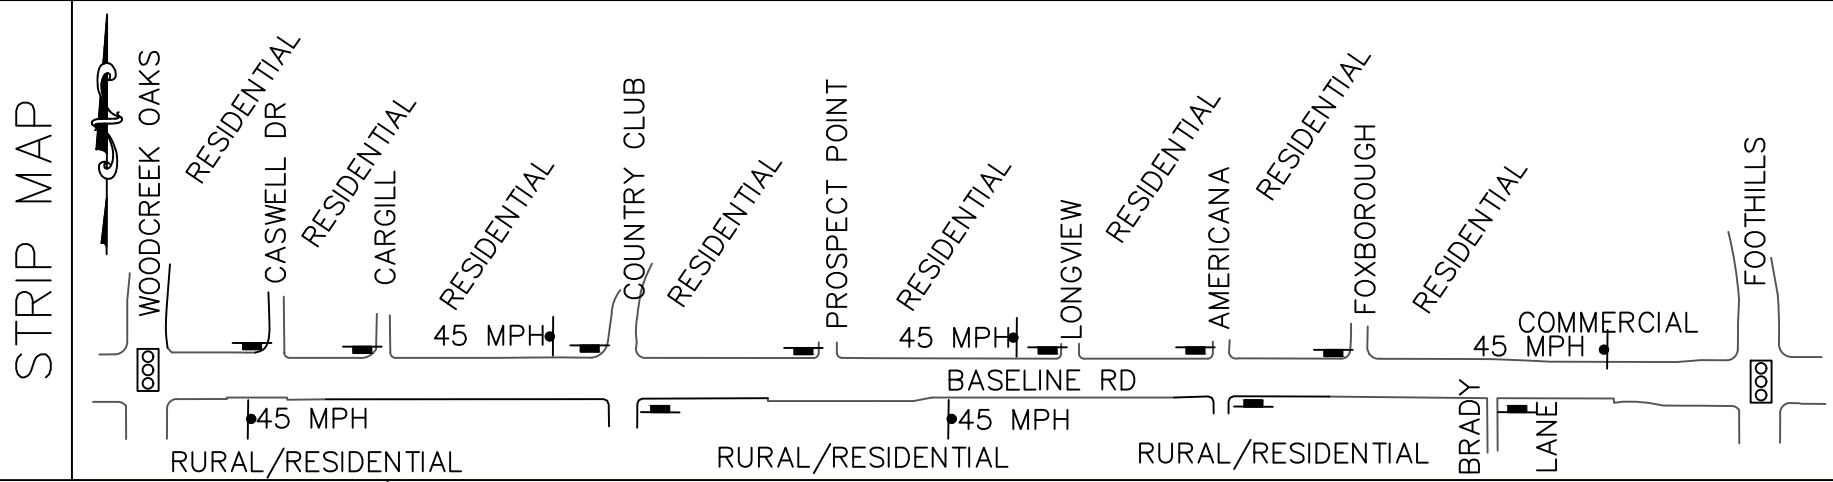 STRIP MAP
WOODCREEK OAKS
RESIDENTIAL
CASWELL DR
RESIDENTIAL
CARGILL
RESIDENTIAL
COUNTRY CLUB
RESIDENTIAL
PROSPECT POINT
RESIDENTIAL
LONGVIEW
RESIDENTIAL
AMERICANA
RESIDENTIAL
FOXBOROUGH
RESIDENTIAL
FOOTHILLS
45 MPH
45 MPH
COMMERCIAL
45 MPH
BASELINE RD
45 MPH
45 MPH
BRADY
LANE
RURAL/RESIDENTIAL
RURAL/RESIDENTIAL
RURAL/RESIDENTIAL